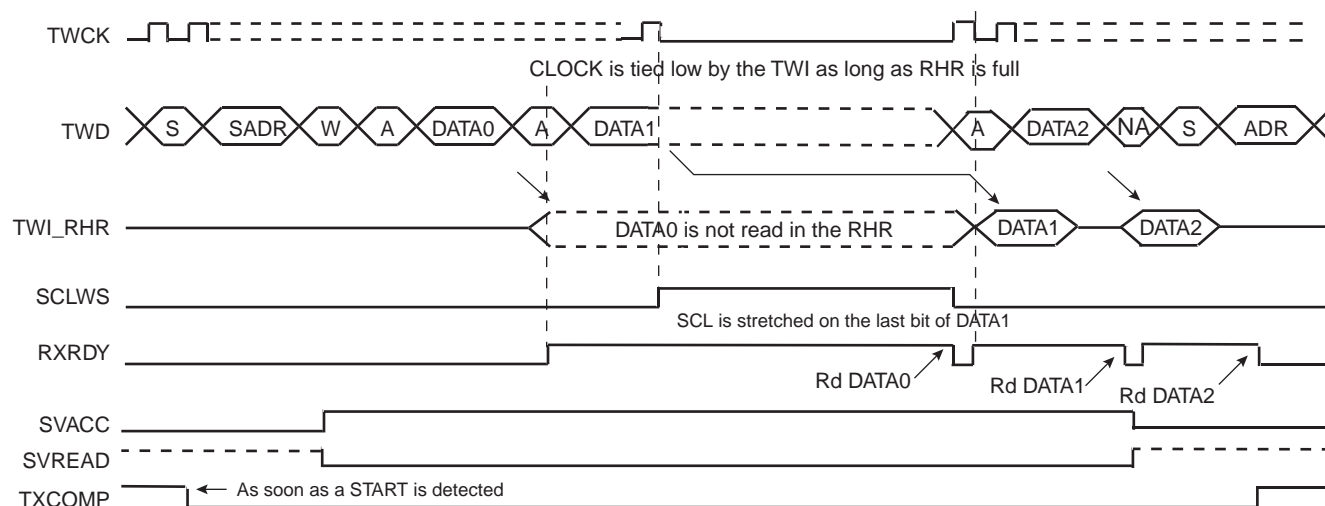 TWCK
CLOCK is tied low by the TWI as long as RHR is full
TWD S SADR W A DATA0 A DATA1 A DATA2 NA S ADR
TWI_RHR DATA0 is not read in the RHR DATA1 DATA2
SCLWS
SCL is stretched on the last bit of DATA1
RXRDY
Rd DATA0 Rd DATA1 Rd DATA2
SVACC
SVREAD
TXCOMP As soon as a START is detected